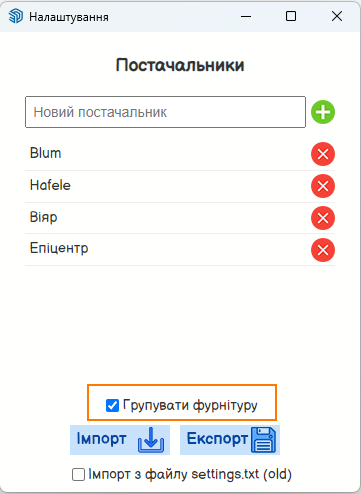 Налаштування
Постачальники
Новий постачальник
Blum
Hafele
Віяр
Епіцентр
Групувати фурнітуру
Імпорт Експорт
Імпорт з файлу settings.txt (old)